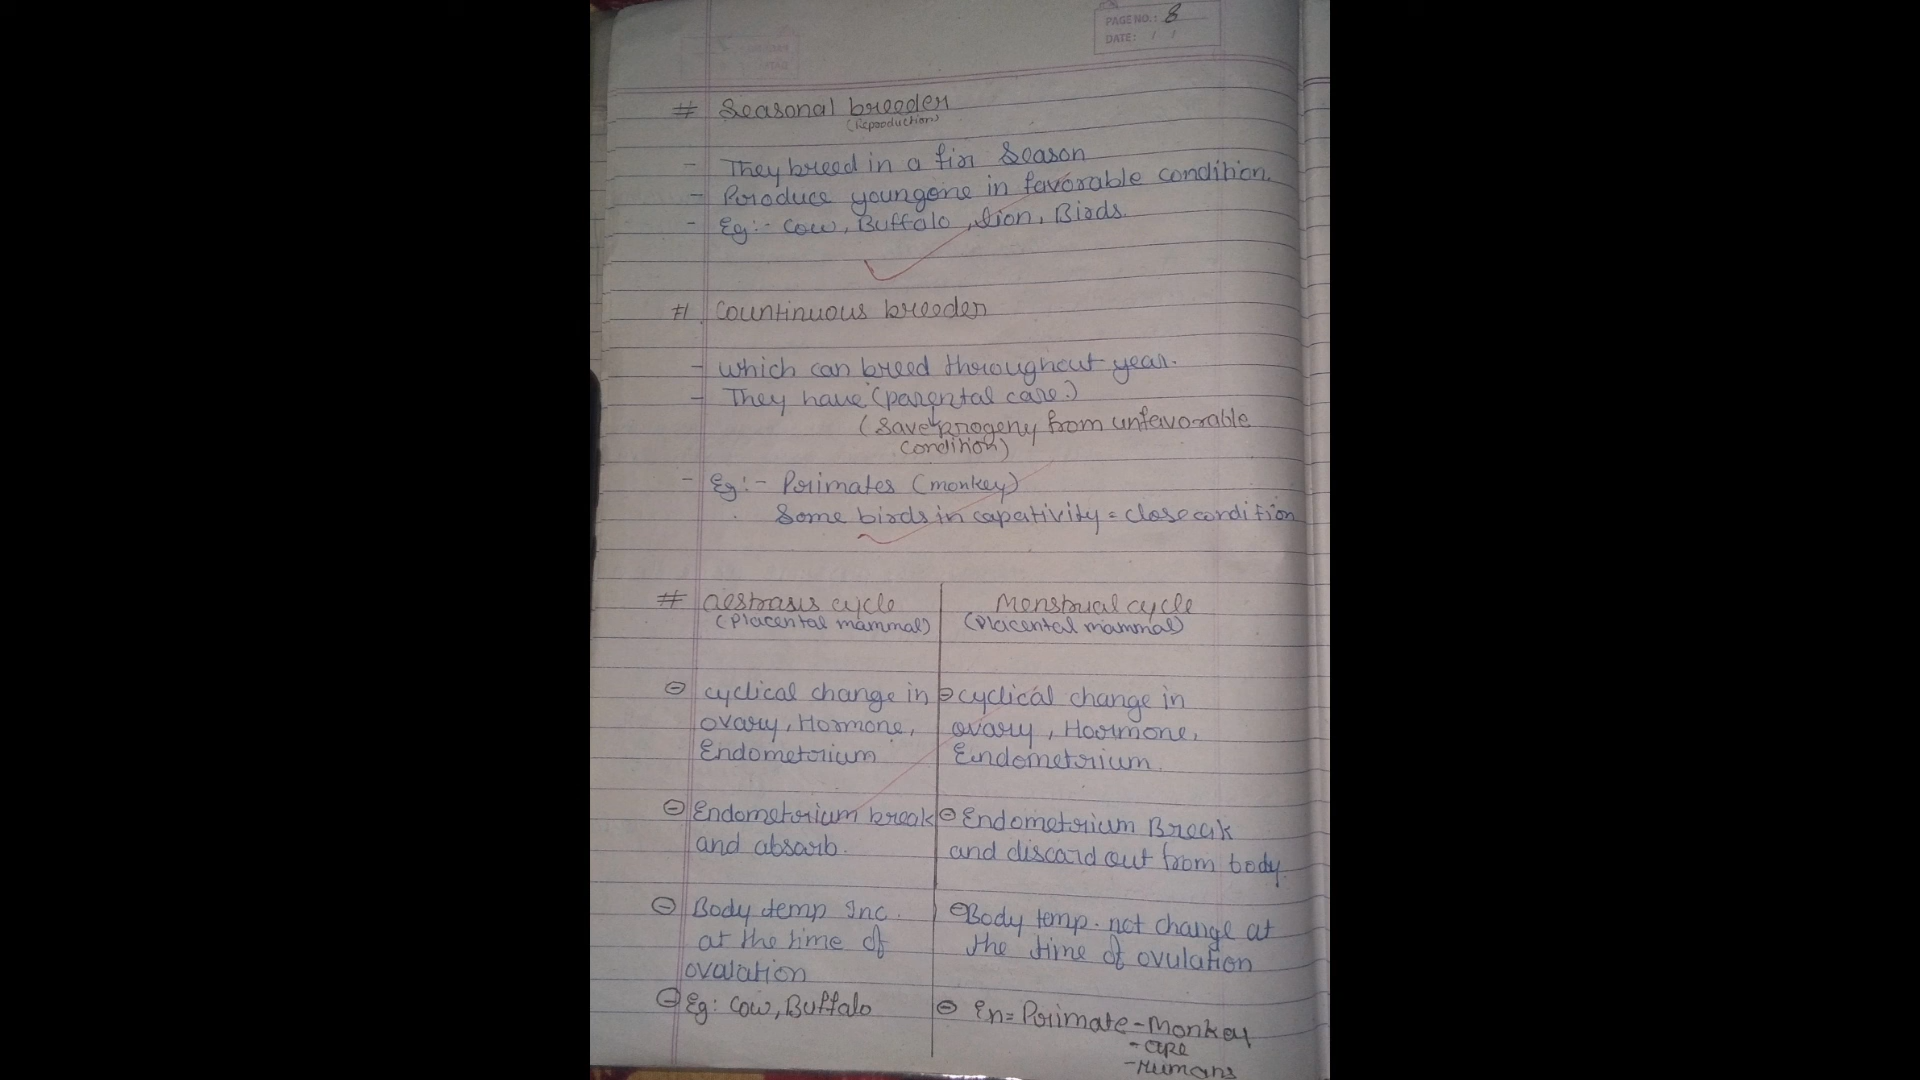 PAGE NO.: 8
DATE: / /
# Seasonal breeder
(Reproduction)
- They breed in a fix Season
- Produce youngone in favorable condition.
- Eg:- Cow, Buffalo, Lion, Birds.
# Countinuous breeder
- which can breed throughout year.
- They have (parental care.)
(Save progeny from unfavorable
condition)
- Eg:- Primates (monkey)
Some birds in capativity = close condition
# aestrasus cycle
(Placental mammal)
Menstrual cycle
(Placental mammal)
- cyclical change in
ovary, Hormone,
Endometrium
- cyclical change in
ovary, Hormone,
Endometrium.
- Endometrium break
and absarb.
- Endometrium Break
and discard out from body.
- Body temp Inc.
at the time of
ovalation
- Body temp. not change at
the time of ovulation
- Eg: Cow, Buffalo
- En= Primate - Monkey
- ape
- Humans